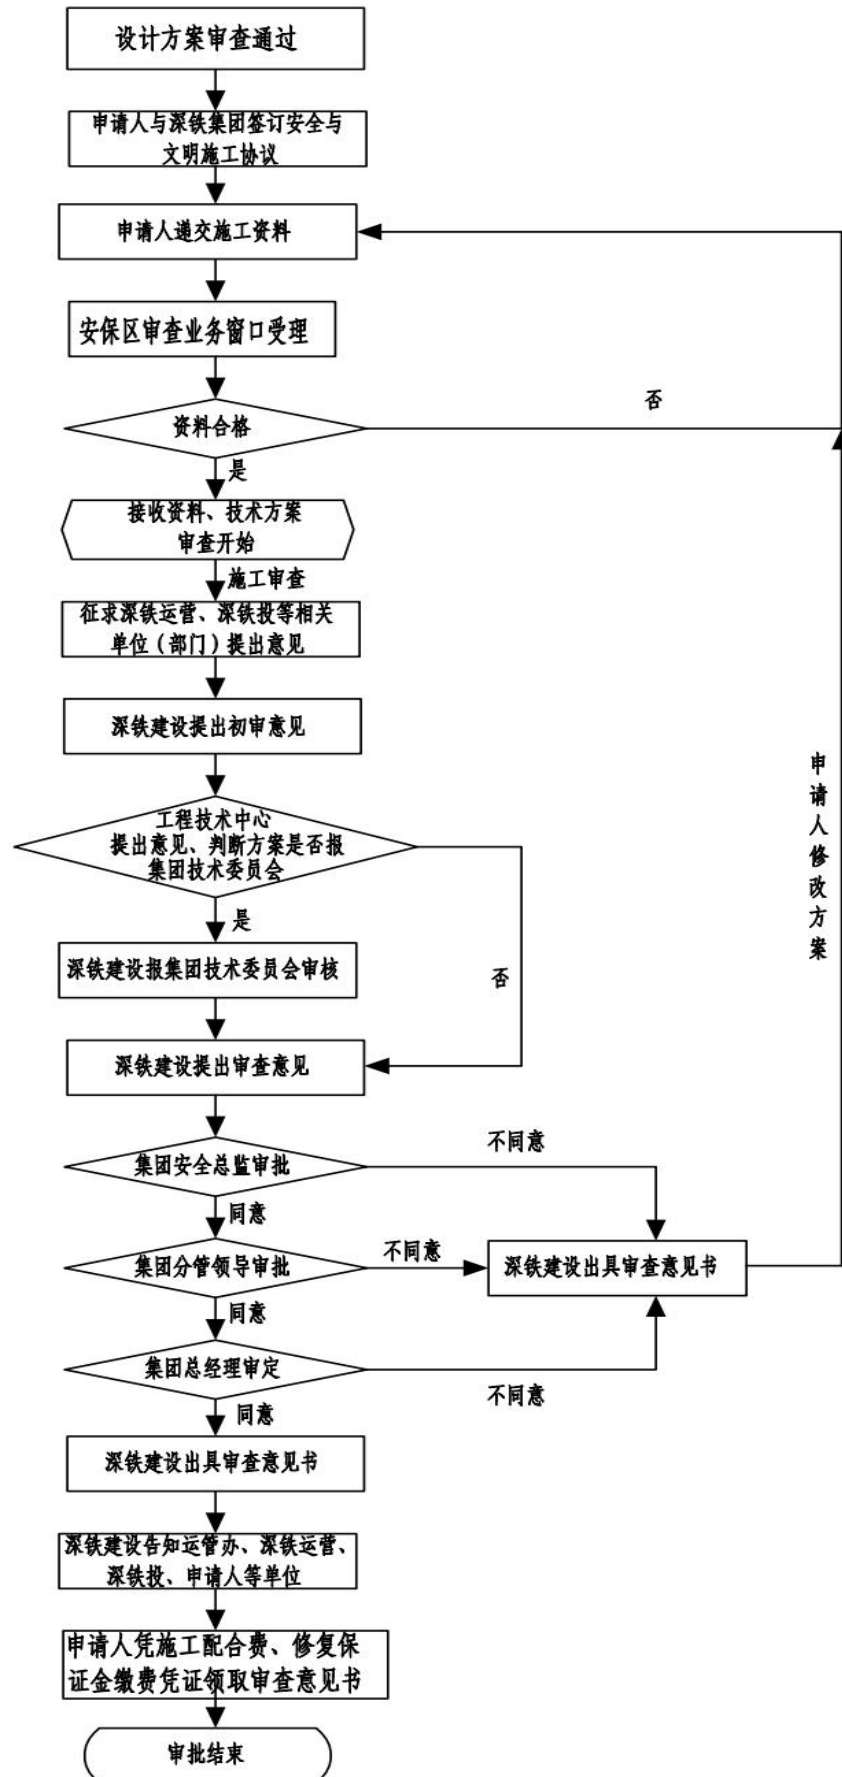 设计方案审查通过
申请人与深铁集团签订安全与
文明施工协议
申请人递交施工资料
安保区审查业务窗口受理
资料合格
否
是
接收资料、技术方案
审查开始
施工审查
征求深铁运营、深铁投等相关
单位（部门）提出意见
深铁建设提出初审意见
工程技术中心
提出意见、判断方案是否报
集团技术委员会
是
否
深铁建设报集团技术委员会审核
深铁建设提出审查意见
集团安全总监审批
不同意
同意
集团分管领导审批
不同意
深铁建设出具审查意见书
申请人修改方案
同意
集团总经理审定
不同意
同意
深铁建设出具审查意见书
深铁建设告知运管办、深铁运营、
深铁投、申请人等单位
申请人凭施工配合费、修复保
证金缴费凭证领取审查意见书
审批结束